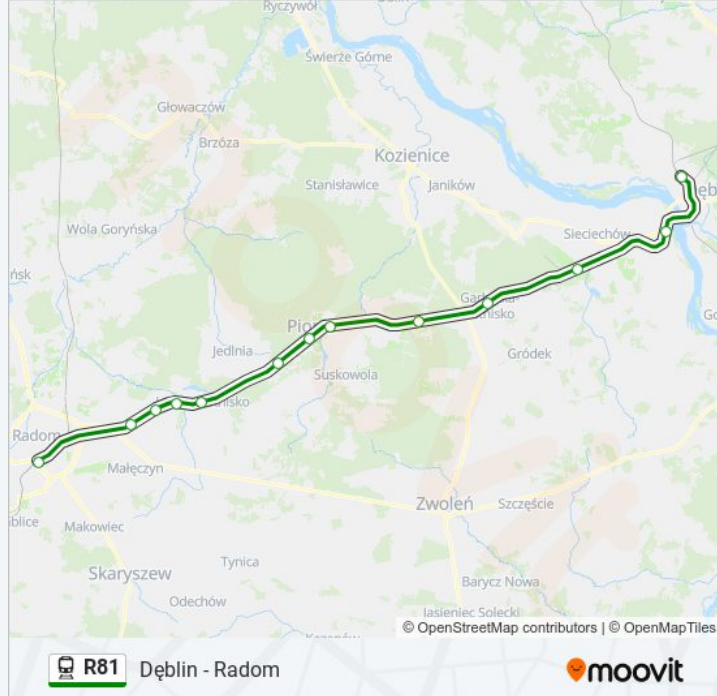 Ryczywół
Świerże Górne
Głowaczów
Brzóza
Kozienice
Stanisławice
Janików
Wola Goryńska
Sieciechów
Jedlnia
Gródek
Suskowola
Radom
Małęczyn
Zwoleń
Szczęście
Makowiec
Skaryszew
Tynica
Barycz Nowa
Odechów
Jasieniec Solecki
© OpenStreetMap contributors | © OpenMapTiles
R81 Dęblin - Radom moovit